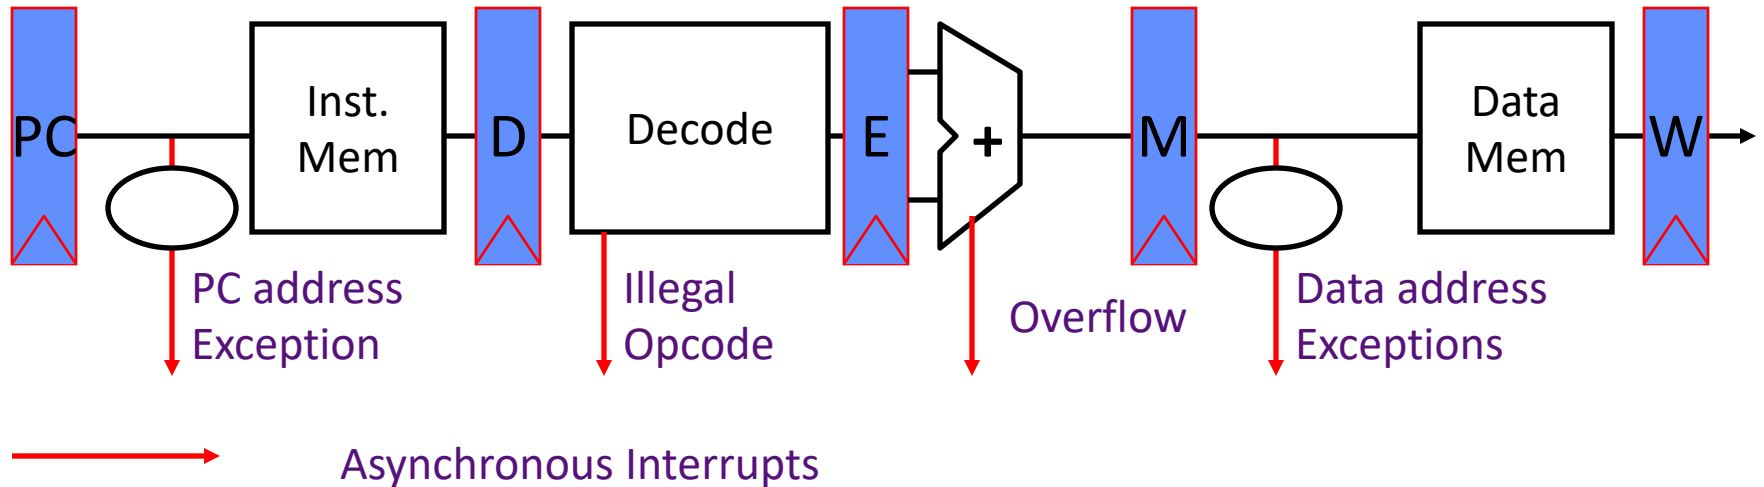 PC
Inst.
Mem
D
Decode
E
+
M
Data
Mem
W
PC address
Exception
Illegal
Opcode
Overflow
Data address
Exceptions
Asynchronous Interrupts